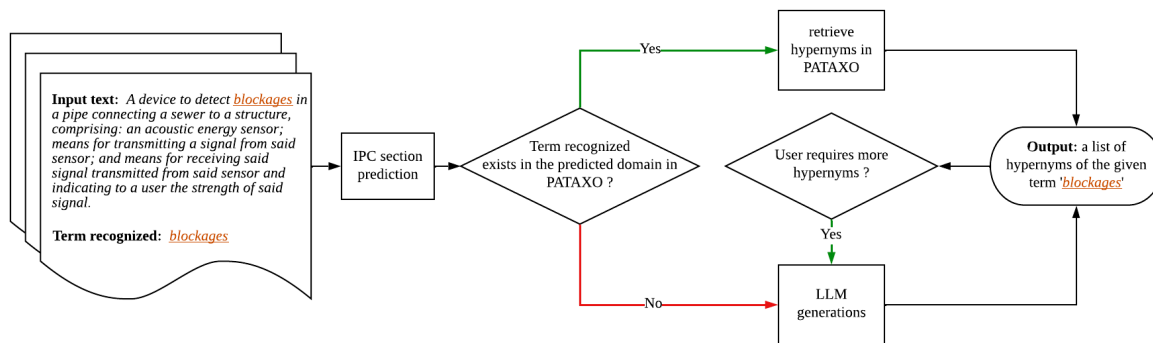 Input text: A device to detect blockages in
a pipe connecting a sewer to a structure,
comprising: an acoustic energy sensor;
means for transmitting a signal from said
sensor; and means for receiving said
signal transmitted from said sensor and
indicating to a user the strength of said
signal.
Term recognized: blockages
IPC section
prediction
Term recognized
exists in the predicted domain in
PATAXO ?
Yes
retrieve
hypernyms in
PATAXO
User requires more
hypernyms ?
Yes
Output: a list of
hypernyms of the given
term 'blockages'
No
LLM
generations